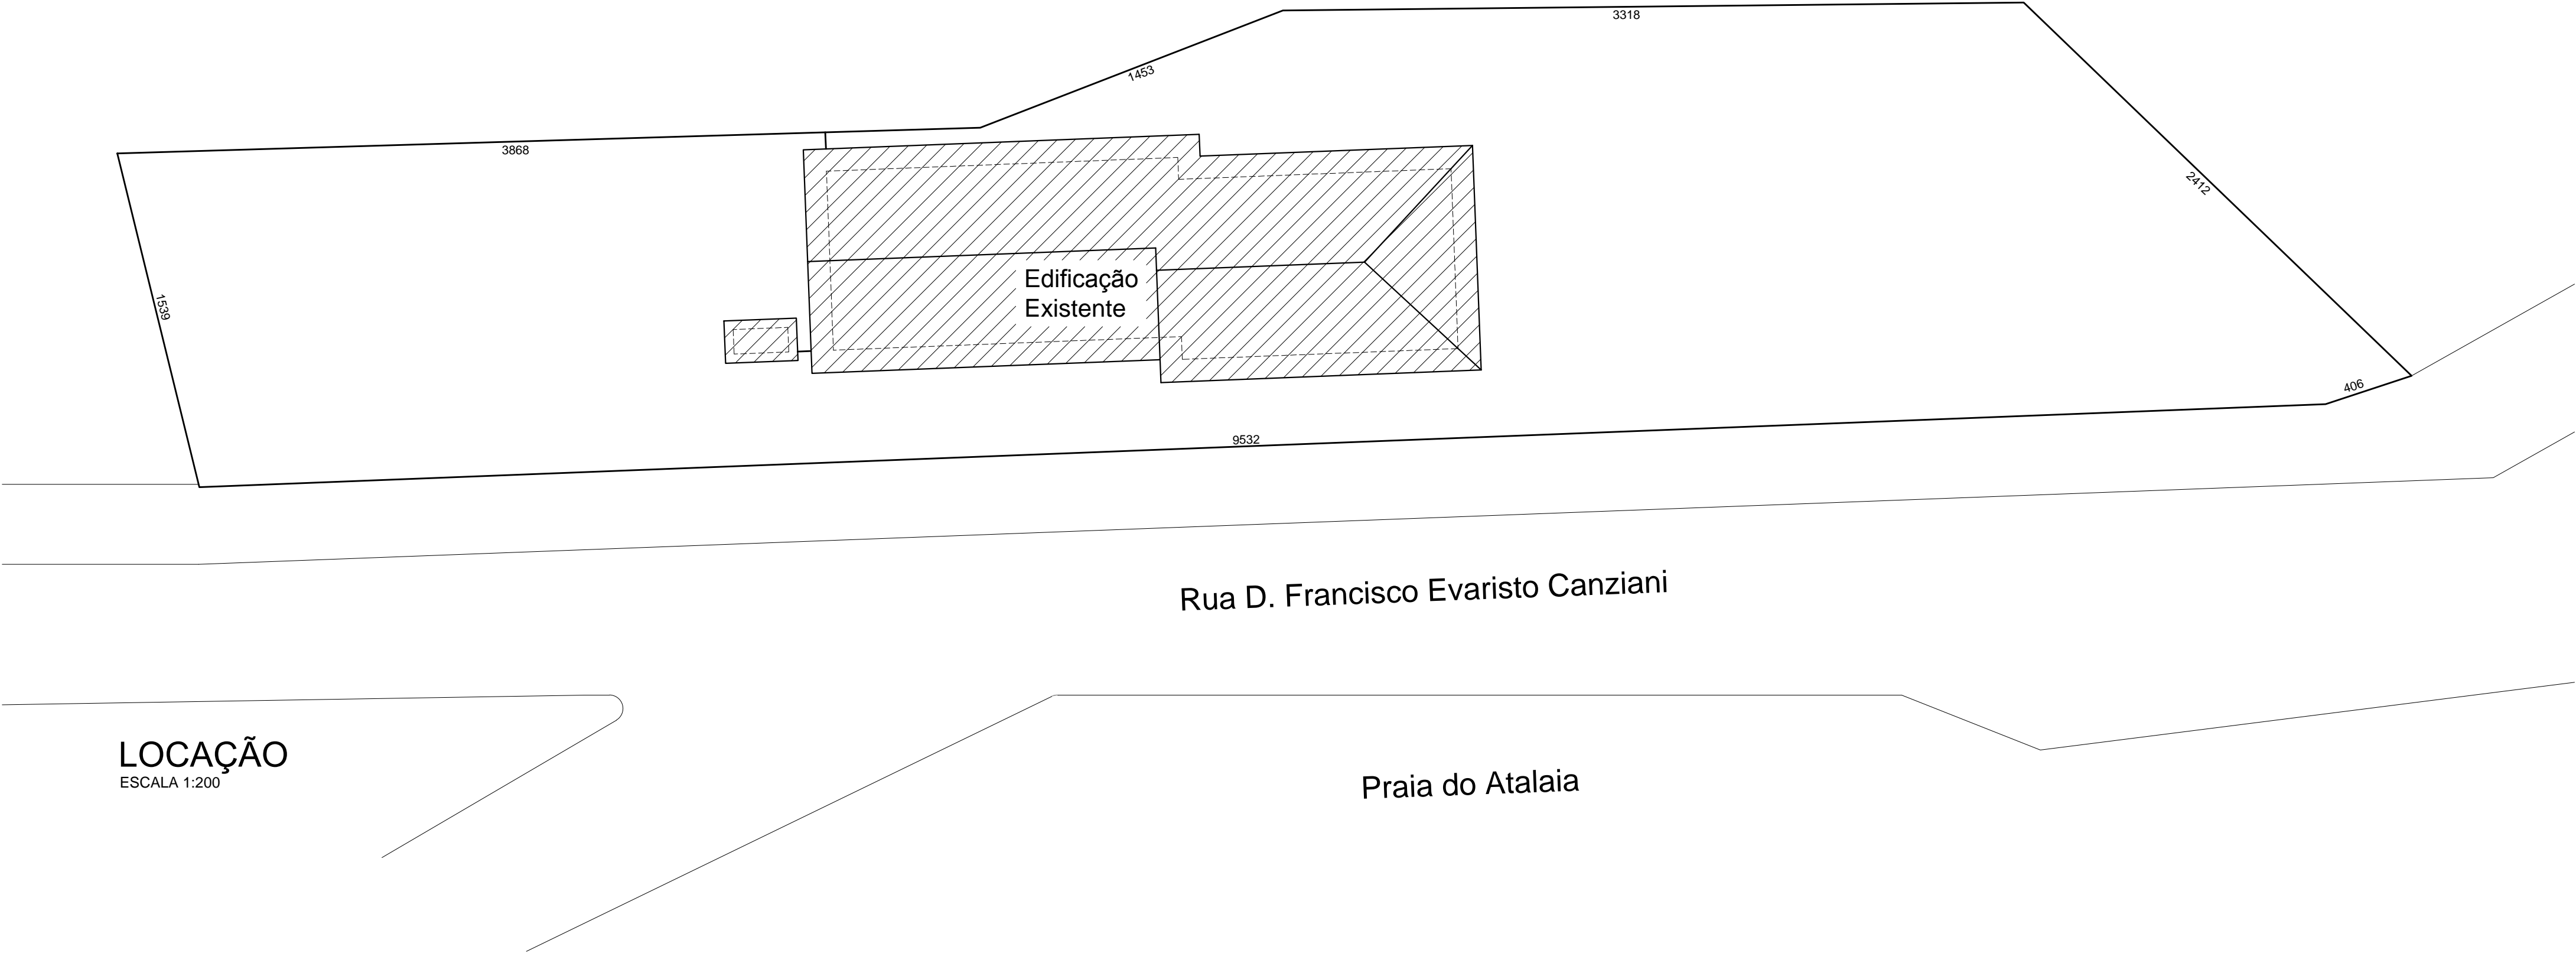 3318
1453
3868
2412
1539
Edificação
Existente
406
9532
Rua D. Francisco Evaristo Canziani
LOCAÇÃO
ESCALA 1:200
Praia do Atalaia